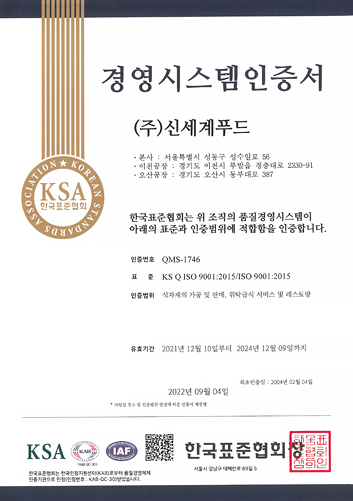 경영시스템인증서
(주)신세계푸드
· 본사 : 서울특별시 성동구 성수일로 56
· 이천공장 : 경기도 이천시 부발읍 경충대로 2330-91
· 오산공장 : 경기도 오산시 동부대로 387
KOREAN STANDARDS ASSOCIATION
KSA
한국표준협회
한국표준협회는 위 조직의 품질경영시스템이
아래의 표준과 인증범위에 적합함을 인증합니다.
인증번호 QMS-1746
표 준 KS Q ISO 9001:2015/ISO 9001:2015
인증범위 식자재의 가공 및 판매, 위탁급식 서비스 및 레스토랑
유효기간 2021년 12월 10일부터 2024년 12월 09일까지
최초인증일 : 2004년 02월 04일
2022년 09월 04일
* 사업장 주소 및 인증범위 변경에 따른 인증서 재발행
KSA
KAB
KAB-QC-30
IAF
한국표준협회장
서울시 강남구 테헤란로 69길 5
한국표준협회는 한국인정지원센터(KAB)로부터 품질경영체제
인증기관으로 인정(인정번호 : KAB-QC-30)받았습니다.